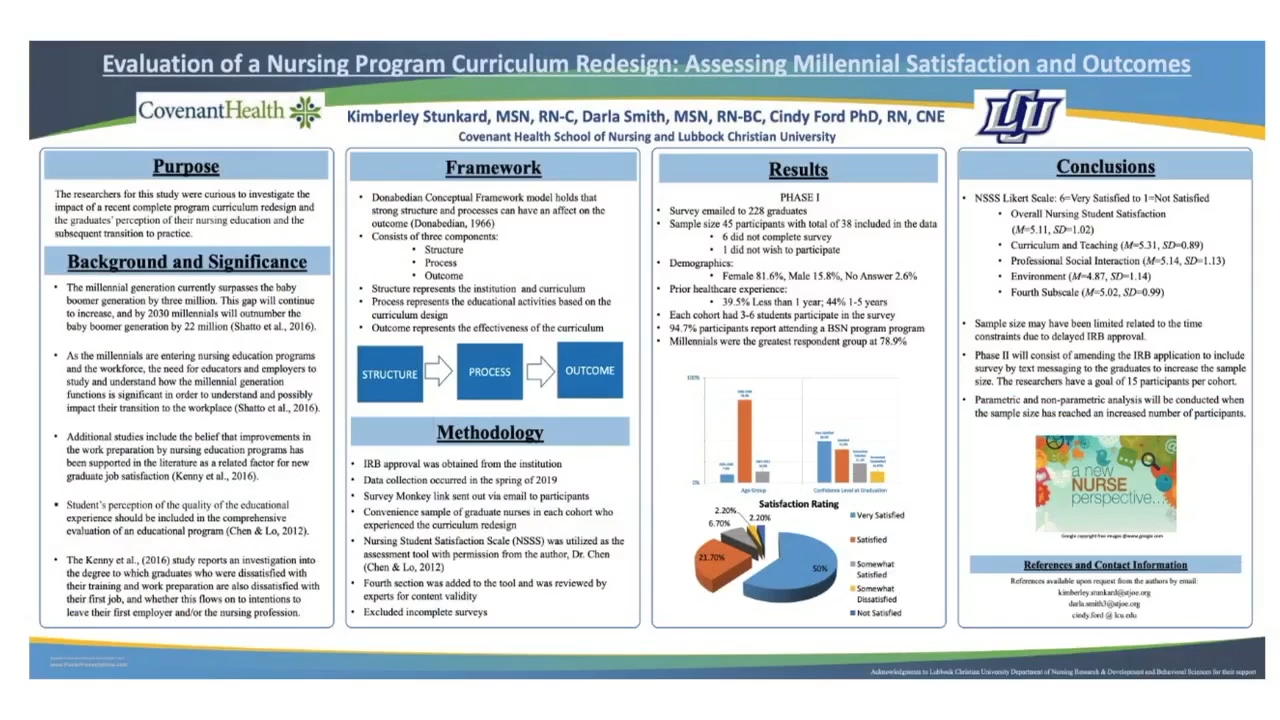 Evaluation of a Nursing Program Curriculum Redesign: Assessing Millennial Satisfaction and Outcomes
CovenantHealth
LCU
Kimberley Stunkard, MSN, RN-C, Darla Smith, MSN, RN-BC, Cindy Ford PhD, RN, CNE
Covenant Health School of Nursing and Lubbock Christian University
Purpose
The researchers for this study were curious to investigate the
impact of a recent complete program curriculum redesign and
the graduates' perception of their nursing education and the
subsequent transition to practice.
Background and Significance
• The millennial generation currently surpasses the baby
boomer generation by three million. This gap will continue
to increase, and by 2030 millennials will outnumber the
baby boomer generation by 22 million (Shatto et al., 2016).
• As the millennials are entering nursing education programs
and the workforce, the need for educators and employers to
study and understand how the millennial generation
functions is significant in order to understand and possibly
impact their transition to the workplace (Shatto et al., 2016).
• Additional studies include the belief that improvements in
the work preparation by nursing education programs has
been supported in the literature as a related factor for new
graduate job satisfaction (Kenny et al., 2016).
• Student's perception of the quality of the educational
experience should be included in the comprehensive
evaluation of an educational program (Chen & Lo, 2012).
• The Kenny et al., (2016) study reports an investigation into
the degree to which graduates who were dissatisfied with
their training and work preparation are also dissatisfied with
their first job, and whether this flows on to intentions to
leave their first employer and/or the nursing profession.
Framework
• Donabedian Conceptual Framework model holds that
strong structure and processes can have an affect on the
outcome (Donabedian, 1966)
• Consists of three components:
• Structure
• Process
• Outcome
• Structure represents the institution and curriculum
• Process represents the educational activities based on the
curriculum design
• Outcome represents the effectiveness of the curriculum
STRUCTURE
PROCESS
OUTCOME
Methodology
• IRB approval was obtained from the institution
• Data collection occurred in the spring of 2019
• Survey Monkey link sent out via email to participants
• Convenience sample of graduate nurses in each cohort who
experienced the curriculum redesign
• Nursing Student Satisfaction Scale (NSSS) was utilized as the
assessment tool with permission from the author, Dr. Chen
(Chen & Lo, 2012)
• Fourth section was added to the tool and was reviewed by
experts for content validity
• Excluded incomplete surveys
Results
PHASE I
• Survey emailed to 228 graduates
• Sample size 45 participants with total of 38 included in the data
• 6 did not complete survey
• 1 did not wish to participate
• Demographics:
• Female 81.6%, Male 15.8%, No Answer 2.6%
• Prior healthcare experience:
• 39.5% Less than 1 year; 44% 1-5 years
• Each cohort had 3-6 students participate in the survey
• 94.7% participants report attending a BSN program program
• Millennials were the greatest respondent group at 78.9%
100%
0%
Age Group
Confidence Level at Graduation
Satisfaction Rating
2.20%
6.70%
2.20%
21.70%
50%
Very Satisfied
Satisfied
Somewhat
Satisfied
Somewhat
Dissatisfied
Not Satisfied
Conclusions
• NSSS Likert Scale: 6=Very Satisfied to 1=Not Satisfied
• Overall Nursing Student Satisfaction
(M=5.11, SD=1.02)
• Curriculum and Teaching (M=5.31, SD=0.89)
• Professional Social Interaction (M=5.14, SD=1.13)
• Environment (M=4.87, SD=1.14)
• Fourth Subscale (M=5.02, SD=0.99)
• Sample size may have been limited related to the time
constraints due to delayed IRB approval.
• Phase II will consist of amending the IRB application to include
survey by text messaging to the graduates to increase the sample
size. The researchers have a goal of 15 participants per cohort.
• Parametric and non-parametric analysis will be conducted when
the sample size has reached an increased number of participants.
a new
NURSE
perspective...
Google copyright free images @www.google.com
References and Contact Information
References available upon request from the authors by email:
kimberley.stunkard@stjoe.org
darla.smith3@stjoe.org
cindy.ford @ lcu.edu
www.PosterPresentations.com
Acknowledgments to Lubbock Christian University Department of Nursing Research & Development and Behavioral Sciences for their support